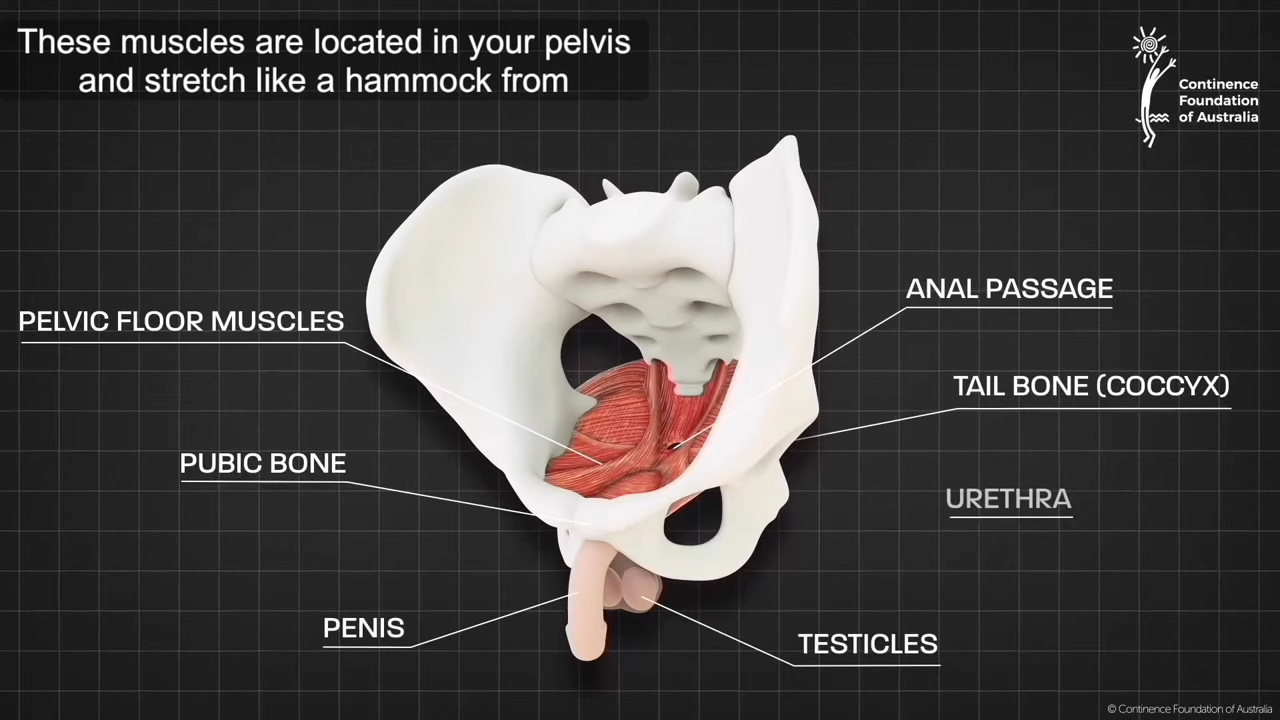 These muscles are located in your pelvis
and stretch like a hammock from
Continence
Foundation
of Australia
ANAL PASSAGE
PELVIC FLOOR MUSCLES
TAIL BONE (COCCYX)
PUBIC BONE
URETHRA
PENIS
TESTICLES
© Continence Foundation of Australia